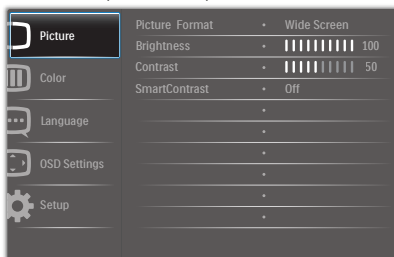 Picture
Color
Language
OSD Settings
Setup
Picture Format • Wide Screen
Brightness • 100
Contrast • 50
SmartContrast • Off
•
•
•
•
•
•